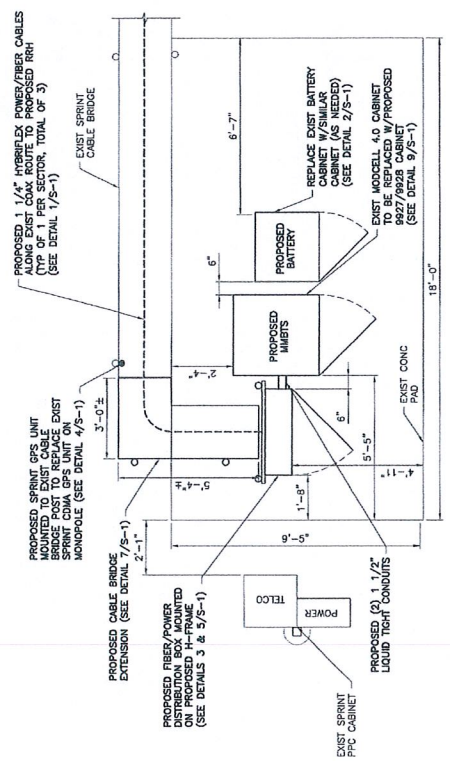 PROPOSED 1 1/4" HYBRIFLEX POWER/FIBER CABLES
ALONG EXIST COAX ROUTE TO PROPOSED RRH
(TYP OF 1 PER SECTOR, TOTAL OF 3)
(SEE DETAIL 1/S-1)
EXIST SPRINT
CABLE BRIDGE
6'-7"
REPLACE EXIST BATTERY
CABINET W/SIMILAR
CABINET (AS NEEDED)
(SEE DETAIL 2/S-1)
EXIST MODCELL 4.0 CABINET
TO BE REPLACED W/PROPOSED
9927/9928 CABINET
(SEE DETAIL 9/S-1)
PROPOSED
BATTERY
6"
PROPOSED
MMBTS
18'-0"
2'-4"
PROPOSED SPRINT GPS UNIT
MOUNTED TO EXIST CABLE
BRIDGE POST TO REPLACE EXIST
SPRINT CDMA GPS UNIT ON
MONOPOLE (SEE DETAIL 4/S-1)
3'-0"±
5'-4"±
6"
5'-5"
EXIST CONC
PAD
1'-8"
4'-11"
PROPOSED CABLE BRIDGE
EXTENSION (SEE DETAIL 7/S-1)
2'-1"
9'-6"
PROPOSED FIBER/POWER
DISTRIBUTION BOX MOUNTED
ON PROPOSED H-FRAME
(SEE DETAILS 3 & 5/S-1)
PROPOSED (2) 1 1/2"
LIQUID TIGHT CONDUITS
TELCO
POWER
EXIST SPRINT
PPC CABINET